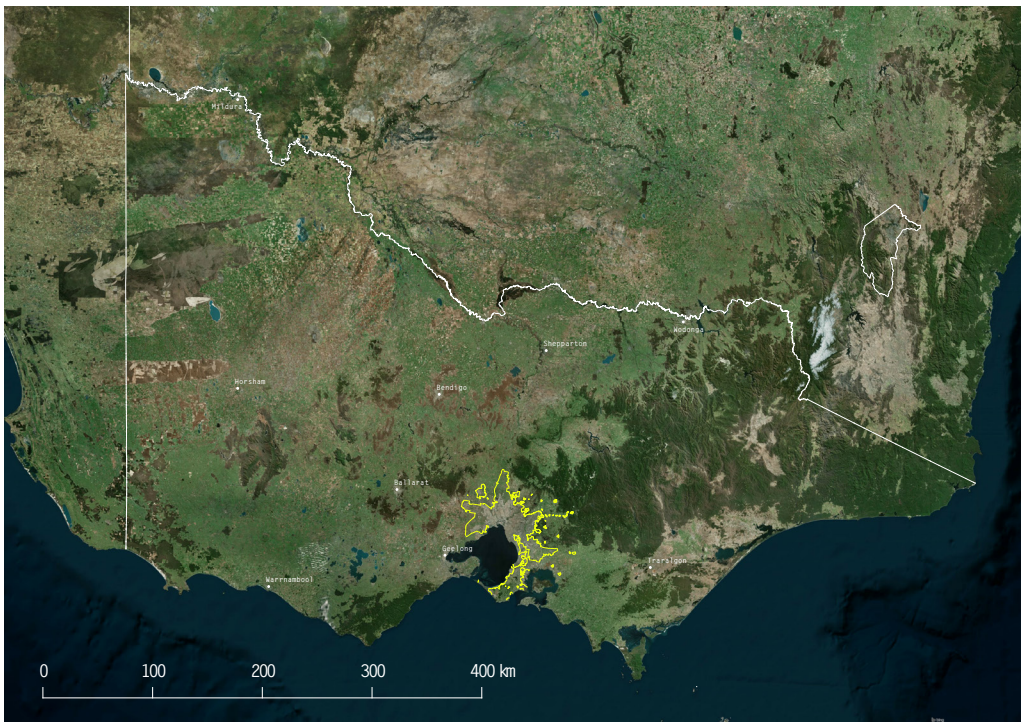 Mildura
Shepparton
Wodonga
Horsham
Bendigo
Ballarat
Geelong
Traralgon
Warrnambool
0 100 200 300 400 km